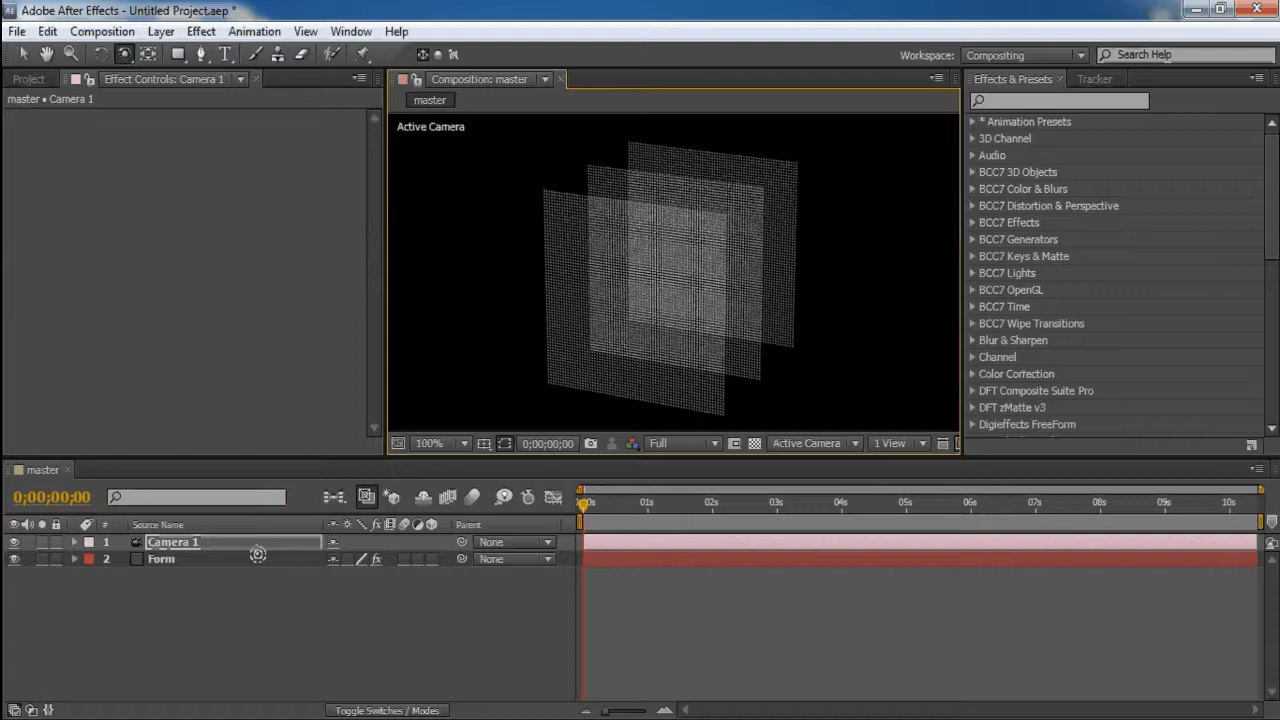 Adobe After Effects - Untitled Project.aep *
File Edit Composition Layer Effect Animation View Window Help
Workspace: Compositing Search Help
Project Effect Controls: Camera 1 Composition: master Effects & Presets Tracker
master • Camera 1
master
Active Camera
* Animation Presets
3D Channel
Audio
BCC7 3D Objects
BCC7 Color & Blurs
BCC7 Distortion & Perspective
BCC7 Effects
BCC7 Generators
BCC7 Keys & Matte
BCC7 Lights
BCC7 OpenGL
BCC7 Time
BCC7 Wipe Transitions
Blur & Sharpen
Channel
Color Correction
DFT Composite Suite Pro
DFT zMatte v3
Digieffects FreeForm
100% 0;00;00;00 Full Active Camera 1 View
master
0;00;00;00
01s 02s 03s 04s 05s 06s 07s 08s 09s 10s
# Source Name Parent
1 Camera 1 None
2 Form None
Toggle Switches / Modes